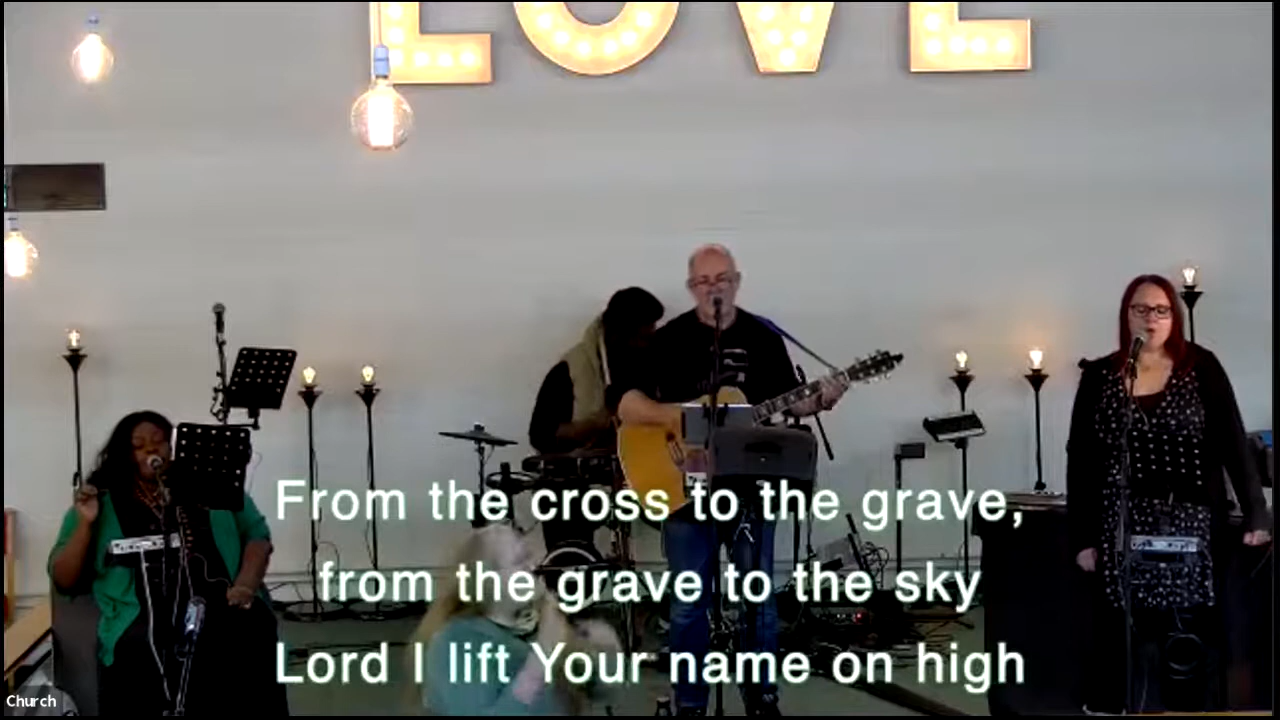 LOVE
From the cross to the grave,
from the grave to the sky
Lord I lift Your name on high
Church